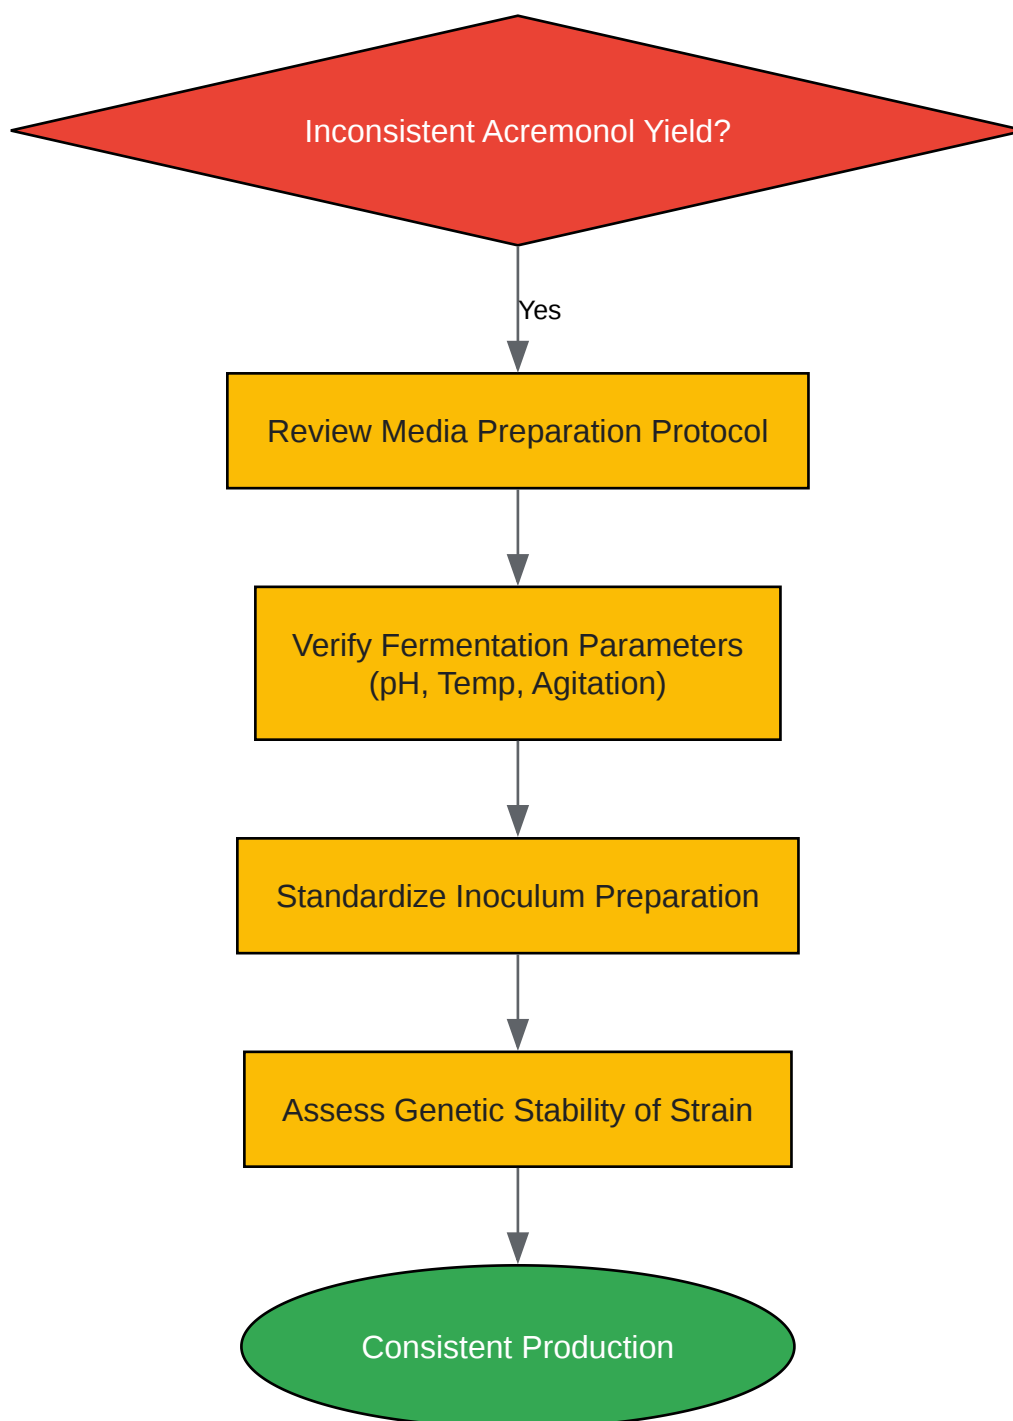 Inconsistent Acremonol Yield?
Yes
Review Media Preparation Protocol
Verify Fermentation Parameters
(pH, Temp, Agitation)
Standardize Inoculum Preparation
Assess Genetic Stability of Strain
Consistent Production